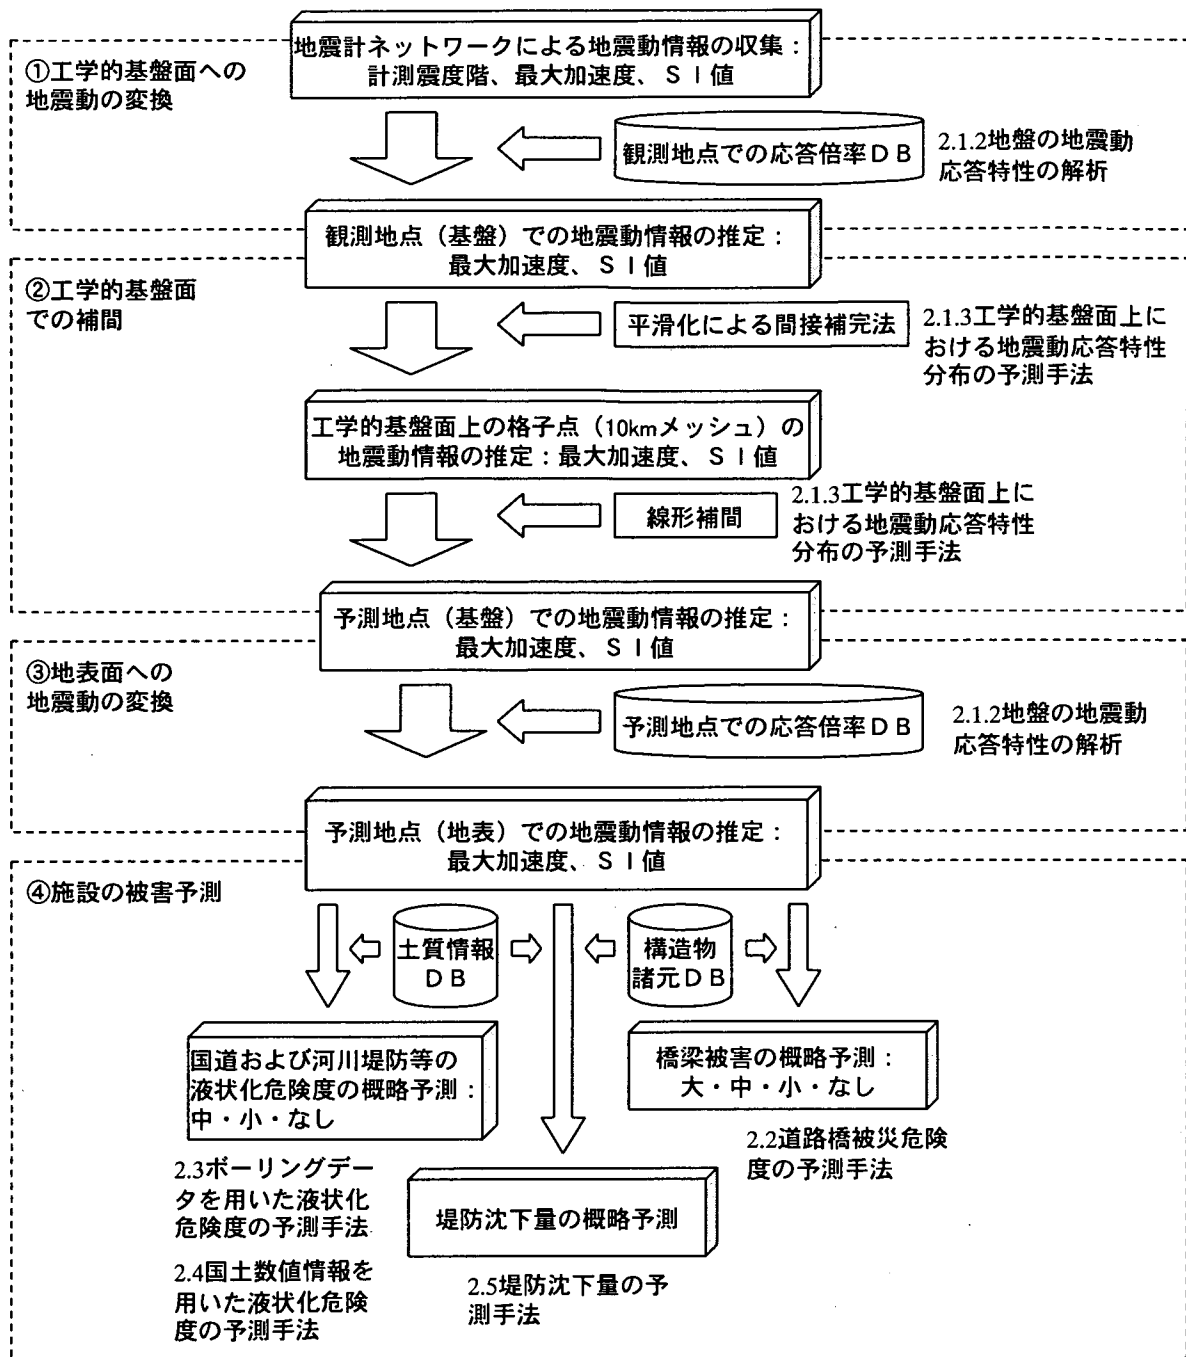 地震計ネットワークによる地震動情報の収集：
計測震度階、最大加速度、ＳＩ値
①工学的基盤面への
地震動の変換
観測地点での応答倍率ＤＢ
2.1.2地盤の地震動
応答特性の解析
観測地点（基盤）での地震動情報の推定：
最大加速度、ＳＩ値
②工学的基盤面
での補間
平滑化による間接補完法
2.1.3工学的基盤面上に
おける地震動応答特性
分布の予測手法
工学的基盤面上の格子点（10kmメッシュ）の
地震動情報の推定：最大加速度、ＳＩ値
線形補間
2.1.3工学的基盤面上に
おける地震動応答特性
分布の予測手法
予測地点（基盤）での地震動情報の推定：
最大加速度、ＳＩ値
③地表面への
地震動の変換
予測地点での応答倍率ＤＢ
2.1.2地盤の地震動
応答特性の解析
予測地点（地表）での地震動情報の推定：
最大加速度、ＳＩ値
④施設の被害予測
土質情報
ＤＢ
構造物
諸元ＤＢ
国道および河川堤防等の
液状化危険度の概略予測：
中・小・なし
橋梁被害の概略予測：
大・中・小・なし
2.2道路橋被災危険
度の予測手法
2.3ボーリングデー
タを用いた液状化
危険度の予測手法
堤防沈下量の概略予測
2.4国土数値情報を
用いた液状化危険
度の予測手法
2.5堤防沈下量の予
測手法